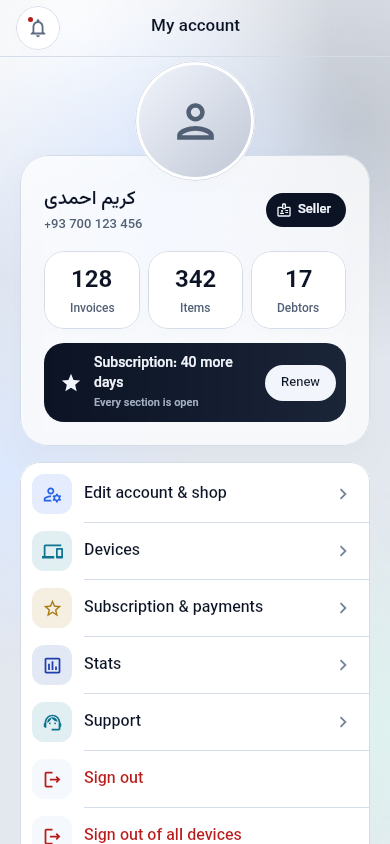 My account
کریم احمدی
+93 700 123 456
Seller
128
342
17
Invoices
Items
Debtors
Subscription: 40 more
days
Every section is open
Renew
Edit account & shop
Devices
Subscription & payments
Stats
Support
Sign out
Sign out of all devices